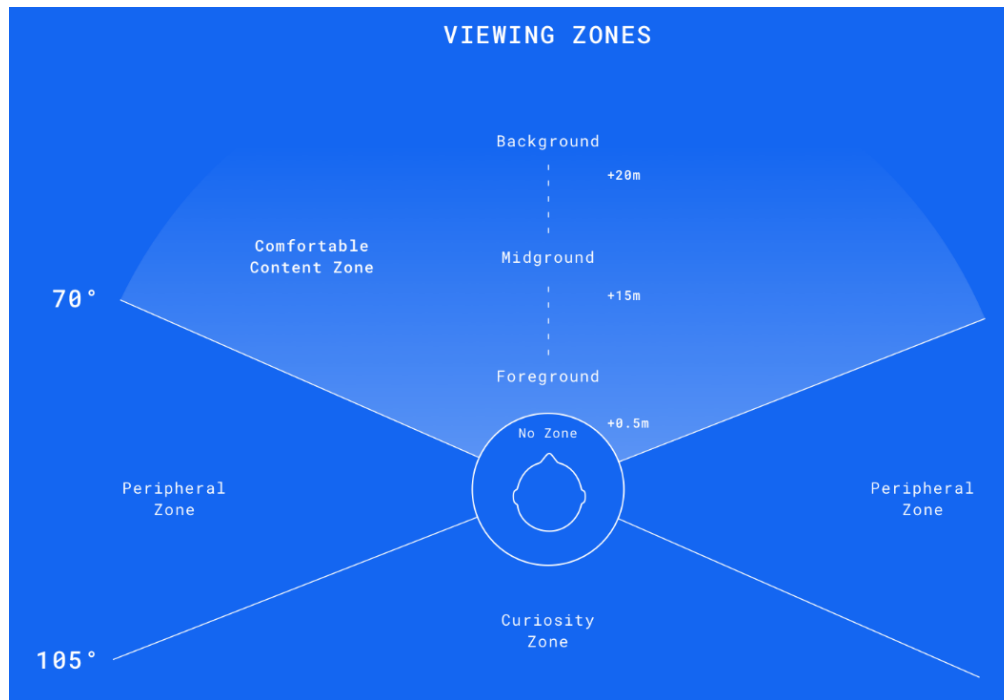 VIEWING ZONES
Background
+20m
Comfortable
Content Zone
Midground
70°
+15m
Foreground
+0.5m
No Zone
Peripheral
Zone
Peripheral
Zone
Curiosity
Zone
105°